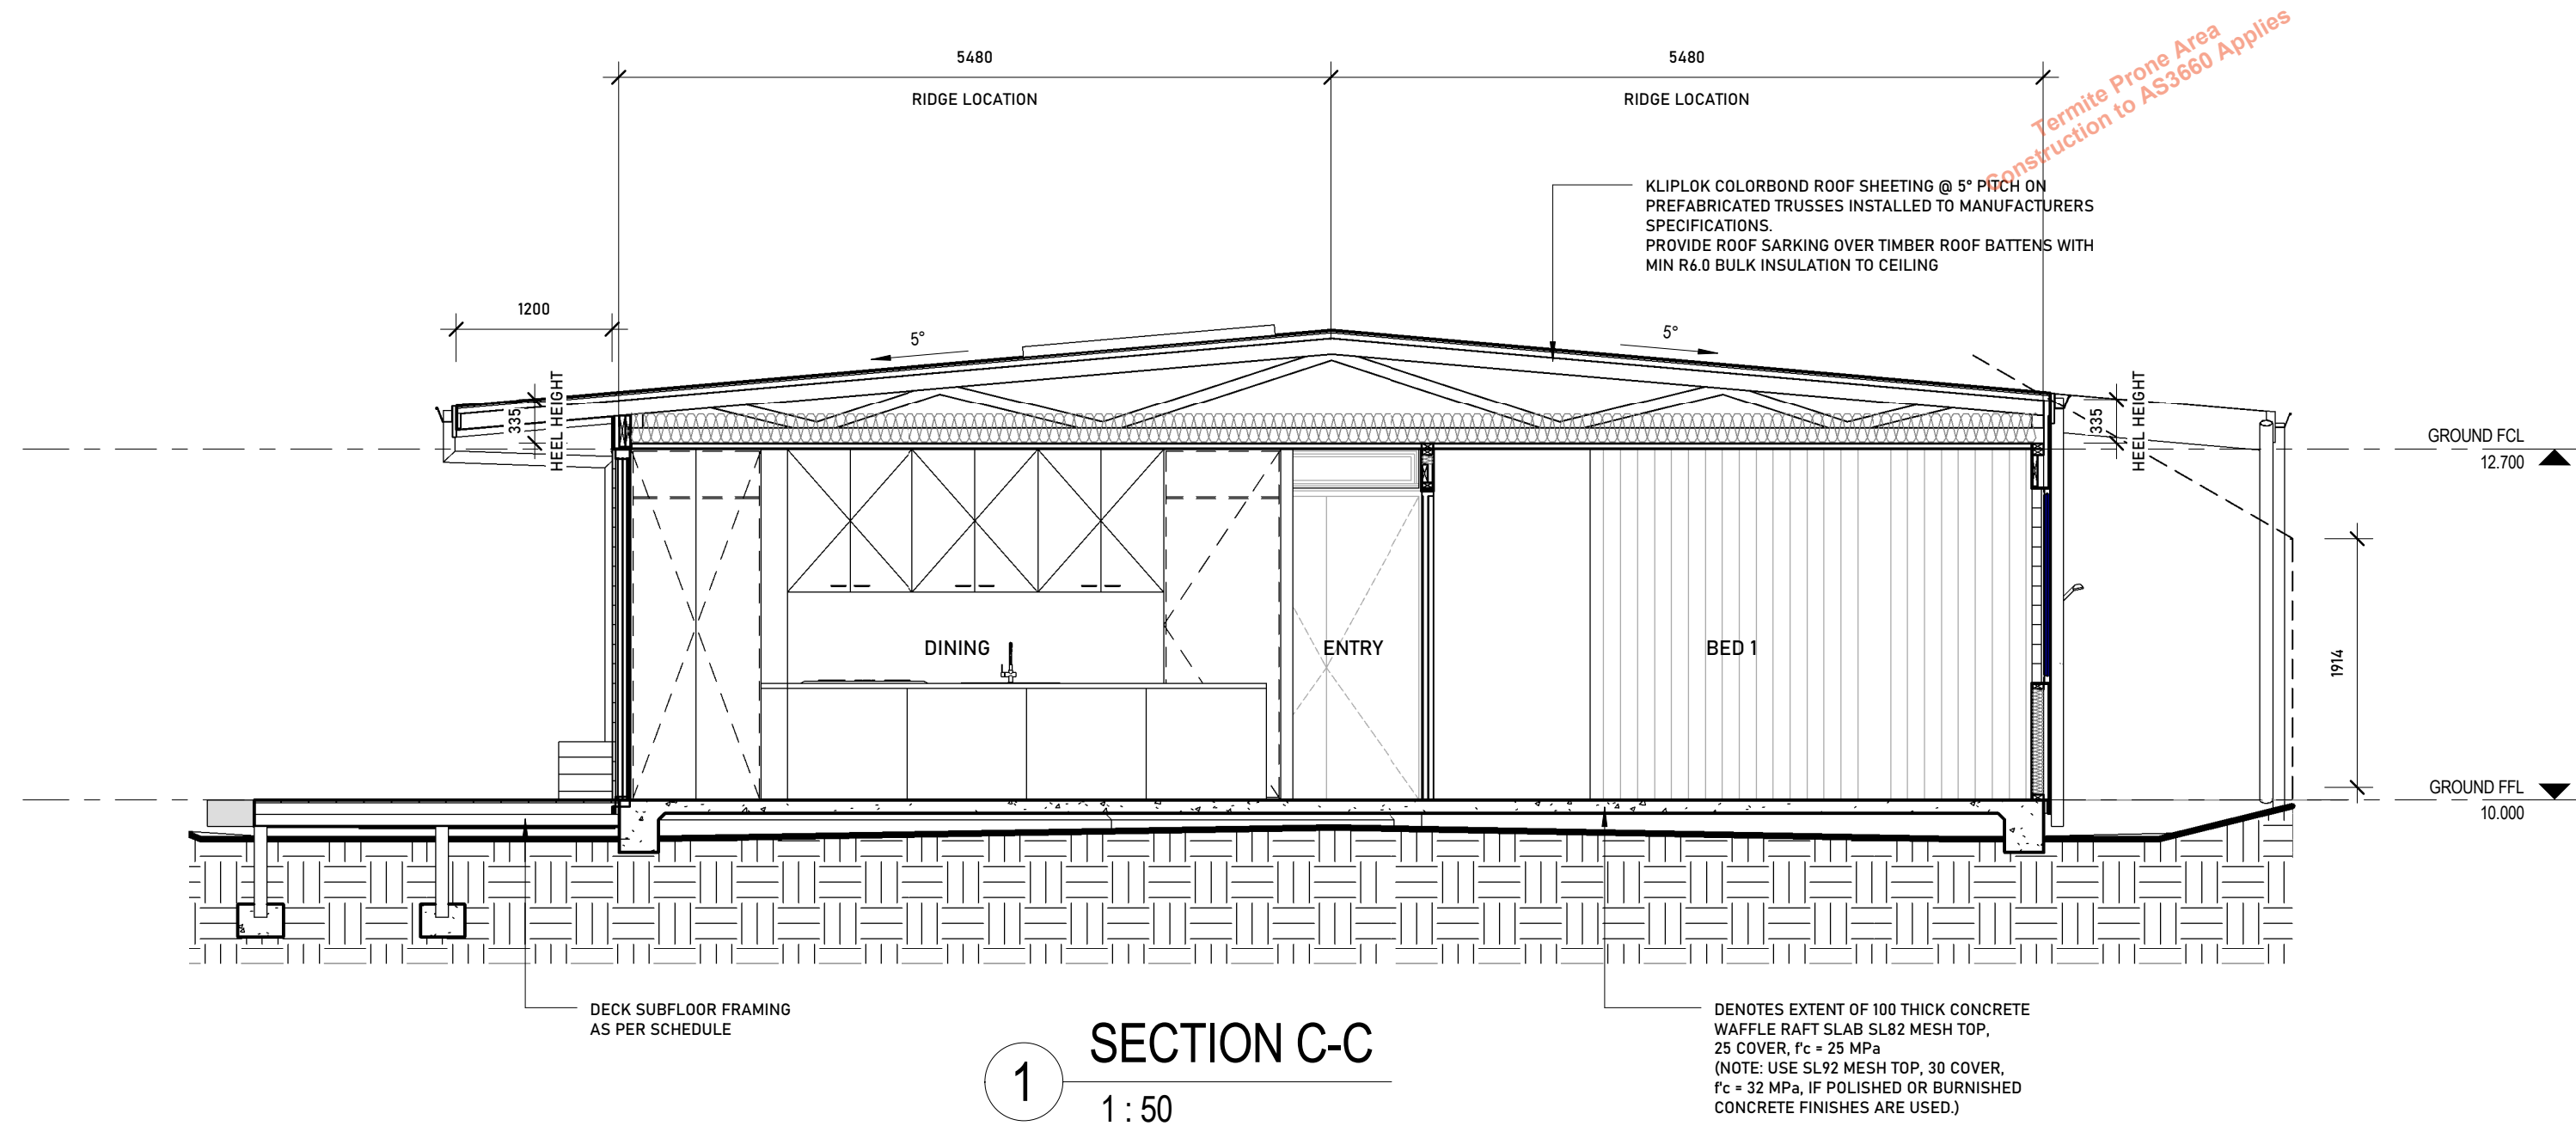 5480
5480
RIDGE LOCATION
RIDGE LOCATION
Termite Prone Area
Construction to AS3660 Applies
KLIPLOK COLORBOND ROOF SHEETING @ 5° PITCH ON
PREFABRICATED TRUSSES INSTALLED TO MANUFACTURERS
SPECIFICATIONS.
PROVIDE ROOF SARKING OVER TIMBER ROOF BATTENS WITH
MIN R6.0 BULK INSULATION TO CEILING
1200
5°
5°
335
HEEL HEIGHT
335
HEEL HEIGHT
GROUND FCL
12.700
DINING
ENTRY
BED 1
1914
GROUND FFL
10.000
DECK SUBFLOOR FRAMING
AS PER SCHEDULE
DENOTES EXTENT OF 100 THICK CONCRETE
WAFFLE RAFT SLAB SL82 MESH TOP,
25 COVER, f'c = 25 MPa
(NOTE: USE SL92 MESH TOP, 30 COVER,
f'c = 32 MPa, IF POLISHED OR BURNISHED
CONCRETE FINISHES ARE USED.)
1
SECTION C-C
1 : 50